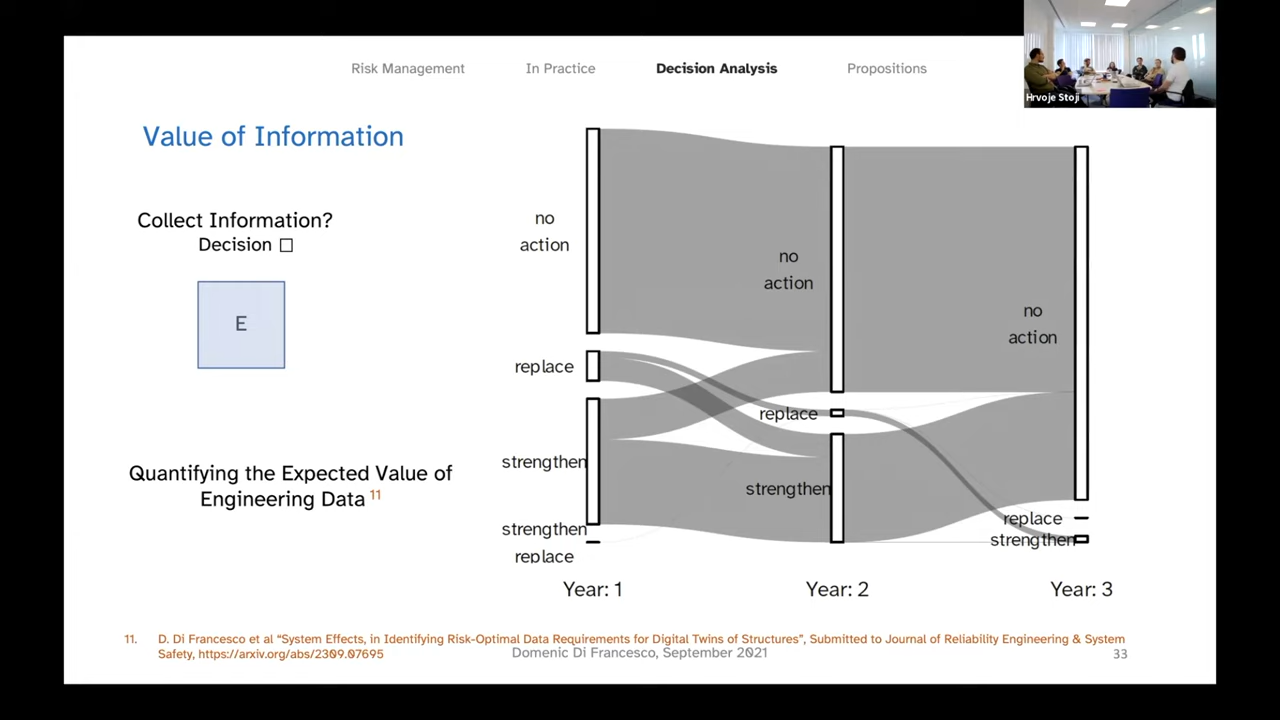 Risk Management In Practice Decision Analysis Propositions
Hrvoje Stoji
Value of Information
Collect Information?
Decision □
E
Quantifying the Expected Value of
Engineering Data 11
no
action
replace
strengthen
strengthen
replace
no
action
replace
strengthen
no
action
replace
strengthen
Year: 1 Year: 2 Year: 3
11. D. Di Francesco et al “System Effects, in Identifying Risk-Optimal Data Requirements for Digital Twins of Structures”, Submitted to Journal of Reliability Engineering & System
Safety, https://arxiv.org/abs/2309.07695
Domenic Di Francesco, September 2021
33